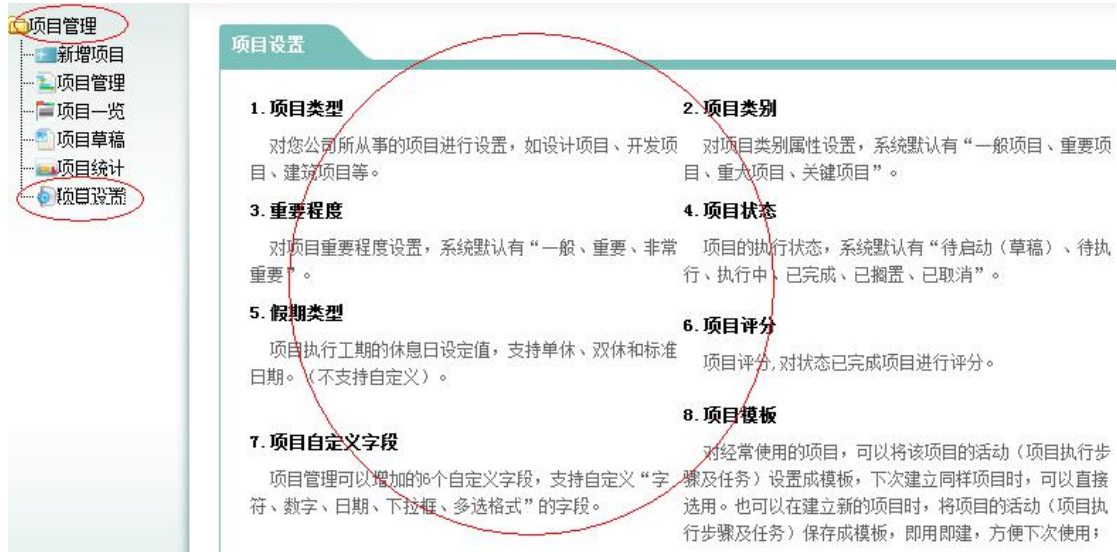 项目管理
新增项目
项目管理
项目一览
项目草稿
项目统计
项目设置
项目设置
1. 项目类型
对您公司所从事的项目进行设置，如设计项目、开发项
目、建筑项目等。
2. 项目类别
对项目类别属性设置，系统默认有“一般项目、重要项
目、重大项目、关键项目”。
3. 重要程度
对项目重要程度设置，系统默认有“一般、重要、非常
重要”。
4. 项目状态
项目的执行状态，系统默认有“待启动（草稿）、待执
行、执行中、已完成、已搁置、已取消”。
5. 假期类型
项目执行工期的休息日设定值，支持单休、双休和标准
日期。（不支持自定义）。
6. 项目评分
项目评分,对状态已完成项目进行评分。
7. 项目自定义字段
项目管理可以增加的6个自定义字段，支持自定义“字
符、数字、日期、下拉框、多选格式”的字段。
8. 项目模板
对经常使用的项目，可以将该项目的活动（项目执行步
骤及任务）设置成模板，下次建立同样项目时，可以直接
选用。也可以在建立新的项目时，将项目的活动（项目执
行步骤及任务）保存成模板，即用即建，方便下次使用；